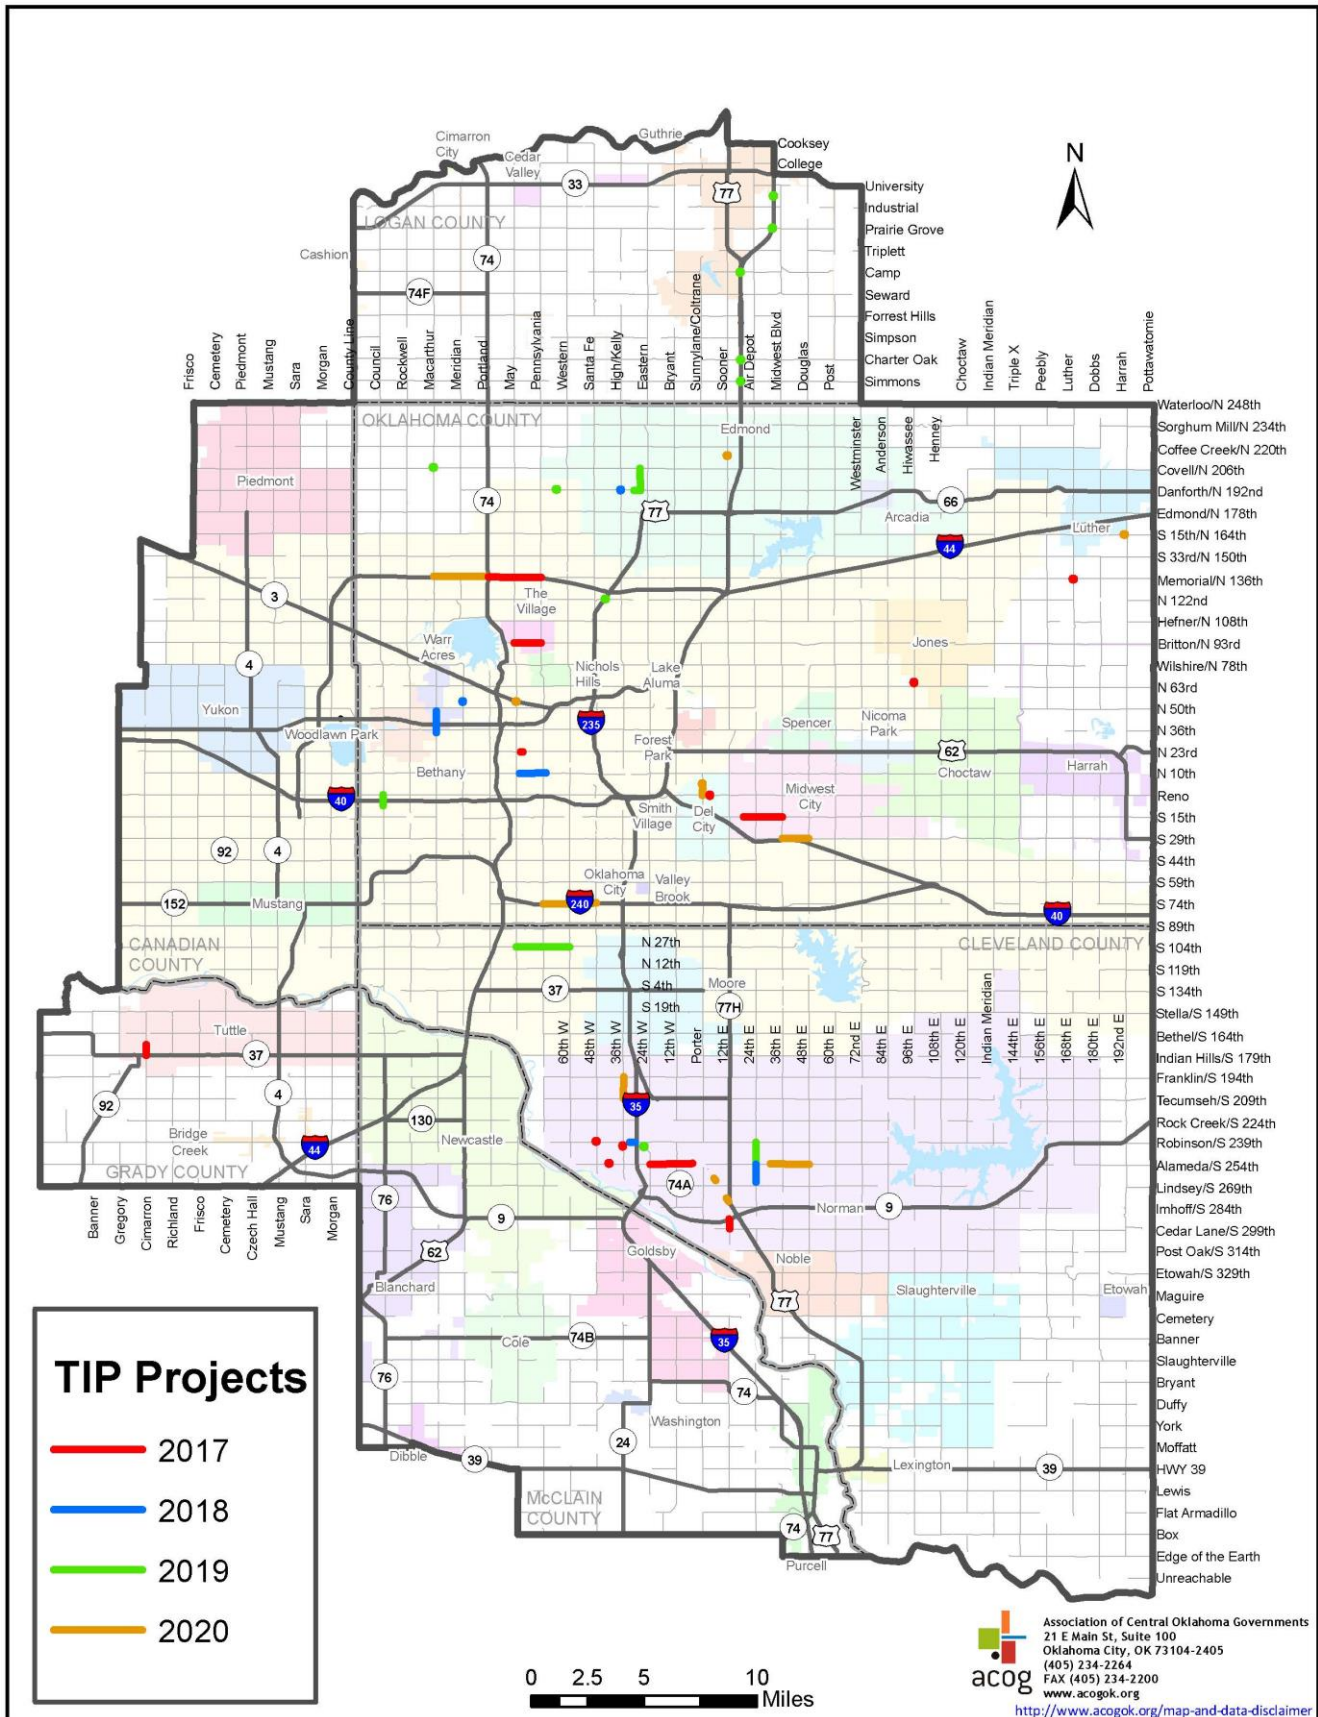 Guthrie
Cimarron
City
Cedar
Valley
Cooksey
College
N
33
77
University
Industrial
Prairie Grove
Triplett
Camp
Seward
Forrest Hills
Simpson
Charter Oak
Simmons
LOGAN COUNTY
Cashion
74
74F
Frisco
Cemetery
Piedmont
Mustang
Sara
Morgan
County Line
Council
Rockwell
Macarthur
Meridian
Portland
May
Pennsylvania
Western
Santa Fe
High/Kelly
Eastern
Bryant
Sunnylane/Coltrane
Sooner
Air Depot
Midwest Blvd
Douglas
Post
Westminster
Anderson
Hiwassee
Henney
Choctaw
Indian Meridian
Triple X
Peebly
Luther
Dobbs
Harrah
Pottawatomie
Waterloo/N 248th
Sorghum Mill/N 234th
Coffee Creek/N 220th
Covell/N 206th
Danforth/N 192nd
Edmond/N 178th
S 15th/N 164th
S 33rd/N 150th
Memorial/N 136th
N 122nd
Hefner/N 108th
Britton/N 93rd
Wilshire/N 78th
N 63rd
N 50th
N 36th
N 23rd
N 10th
Reno
S 15th
S 29th
S 44th
S 59th
S 74th
S 89th
S 104th
S 119th
S 134th
Stella/S 149th
Bethel/S 164th
Indian Hills/S 179th
Franklin/S 194th
Tecumseh/S 209th
Rock Creek/S 224th
Robinson/S 239th
Alameda/S 254th
Lindsey/S 269th
Imhoff/S 284th
Cedar Lane/S 299th
Post Oak/S 314th
Etowah/S 329th
Maguire
Cemetery
Banner
Slaughterville
Bryant
Duffy
York
Moffatt
HWY 39
Lewis
Flat Armadillo
Box
Edge of the Earth
Unreachable
OKLAHOMA COUNTY
Edmond
Piedmont
74
77
66
Arcadia
Luther
44
3
The
Village
Warr
Acres
Jones
4
Nichols
Hills
Lake
Aluma
Yukon
Woodlawn Park
235
Spencer
Nicoma
Park
Forest
Park
62
Bethany
Choctaw
Harrah
40
Smith
Village
Del
City
Midwest
City
92
4
Oklahoma
City
Valley
Brook
152
Mustang
240
40
CANADIAN
COUNTY
CLEVELAND COUNTY
N 27th
N 12th
S 4th
S 19th
37
Moore
77H
60th W
48th W
36th W
24th W
12th W
Porter
12th E
24th E
36th E
48th E
60th E
72nd E
84th E
96th E
108th E
120th E
Indian Meridian
144th E
156th E
168th E
180th E
192nd E
Tuttle
37
92
4
130
35
Bridge
Creek
44
Newcastle
GRADY COUNTY
74A
76
9
Norman
9
Banner
Gregory
Cimarron
Richland
Frisco
Cemetery
Czech Hall
Mustang
Sara
Morgan
62
Goldsby
Noble
Blanchard
Slaughterville
Etowah
77
Cole
74B
35
76
74
Washington
24
Dibble
39
Lexington
39
McCLAIN
COUNTY
74
77
Purcell
TIP Projects
2017
2018
2019
2020
0 2.5 5 10
Miles
acog
Association of Central Oklahoma Governments
21 E Main St, Suite 100
Oklahoma City, OK 73104-2405
(405) 234-2264
FAX (405) 234-2200
www.acogok.org
http://www.acogok.org/map-and-data-disclaimer